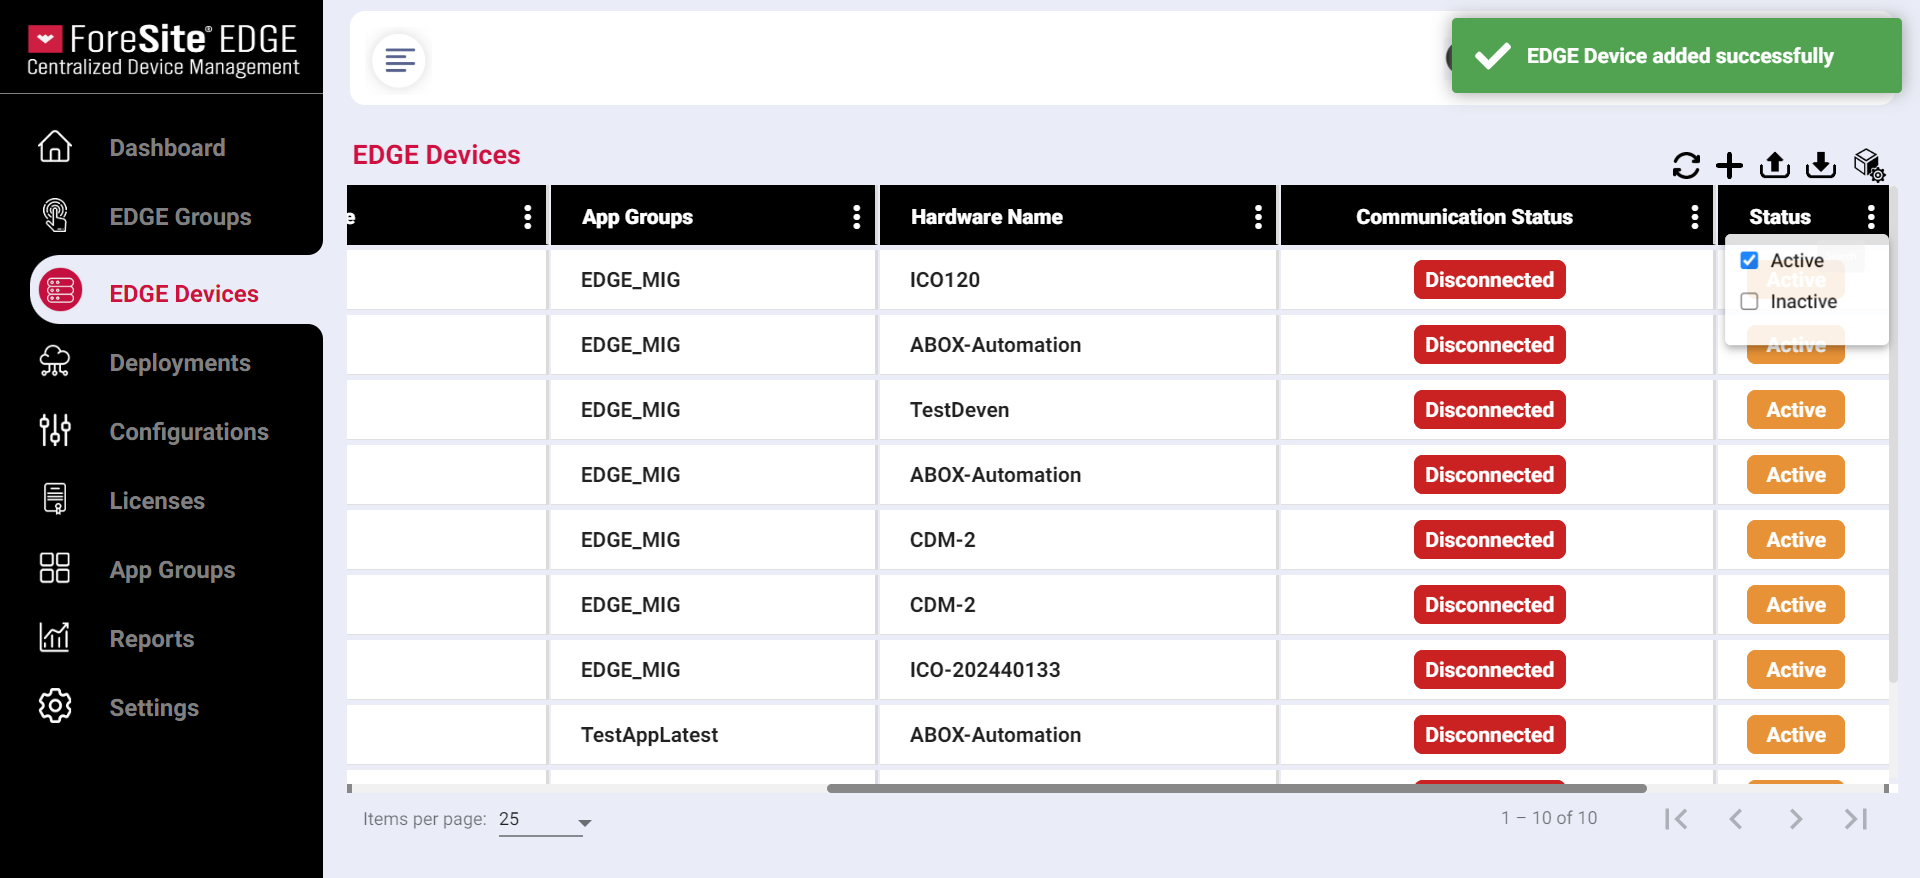 ForeSite® EDGE
Centralized Device Management
EDGE Device added successfully
Dashboard
EDGE Groups
EDGE Devices
Deployments
Configurations
Licenses
App Groups
Reports
Settings
EDGE Devices
e App Groups Hardware Name Communication Status Status
Active
Inactive
EDGE_MIG ICO120 Disconnected Active
EDGE_MIG ABOX-Automation Disconnected Active
EDGE_MIG TestDeven Disconnected Active
EDGE_MIG ABOX-Automation Disconnected Active
EDGE_MIG CDM-2 Disconnected Active
EDGE_MIG CDM-2 Disconnected Active
EDGE_MIG ICO-202440133 Disconnected Active
TestAppLatest ABOX-Automation Disconnected Active
Items per page: 25
1 – 10 of 10